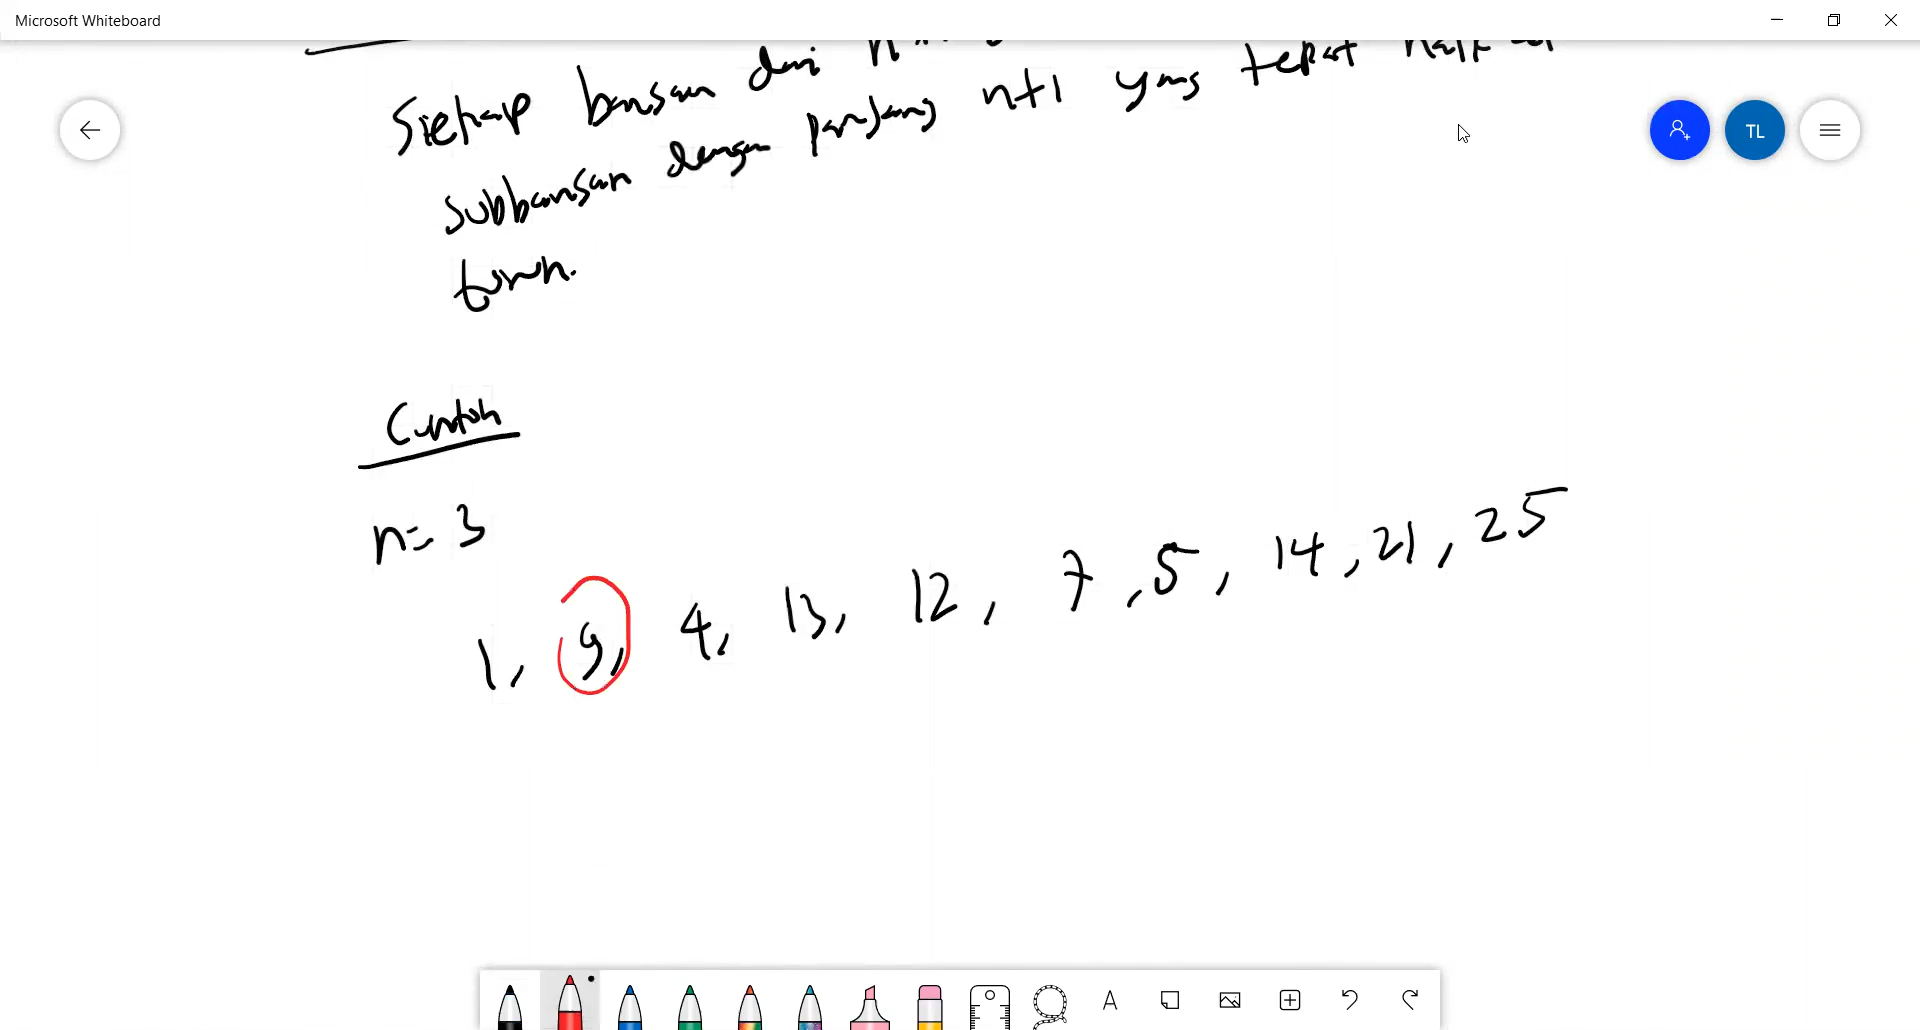 Microsoft Whiteboard
Setiap barisan dari
subbarisan dengan panjang n+1 yang tepat
turun.
TL
Contoh
n = 3
1, 9, 4, 13, 12, 7, 5, 14, 21, 25